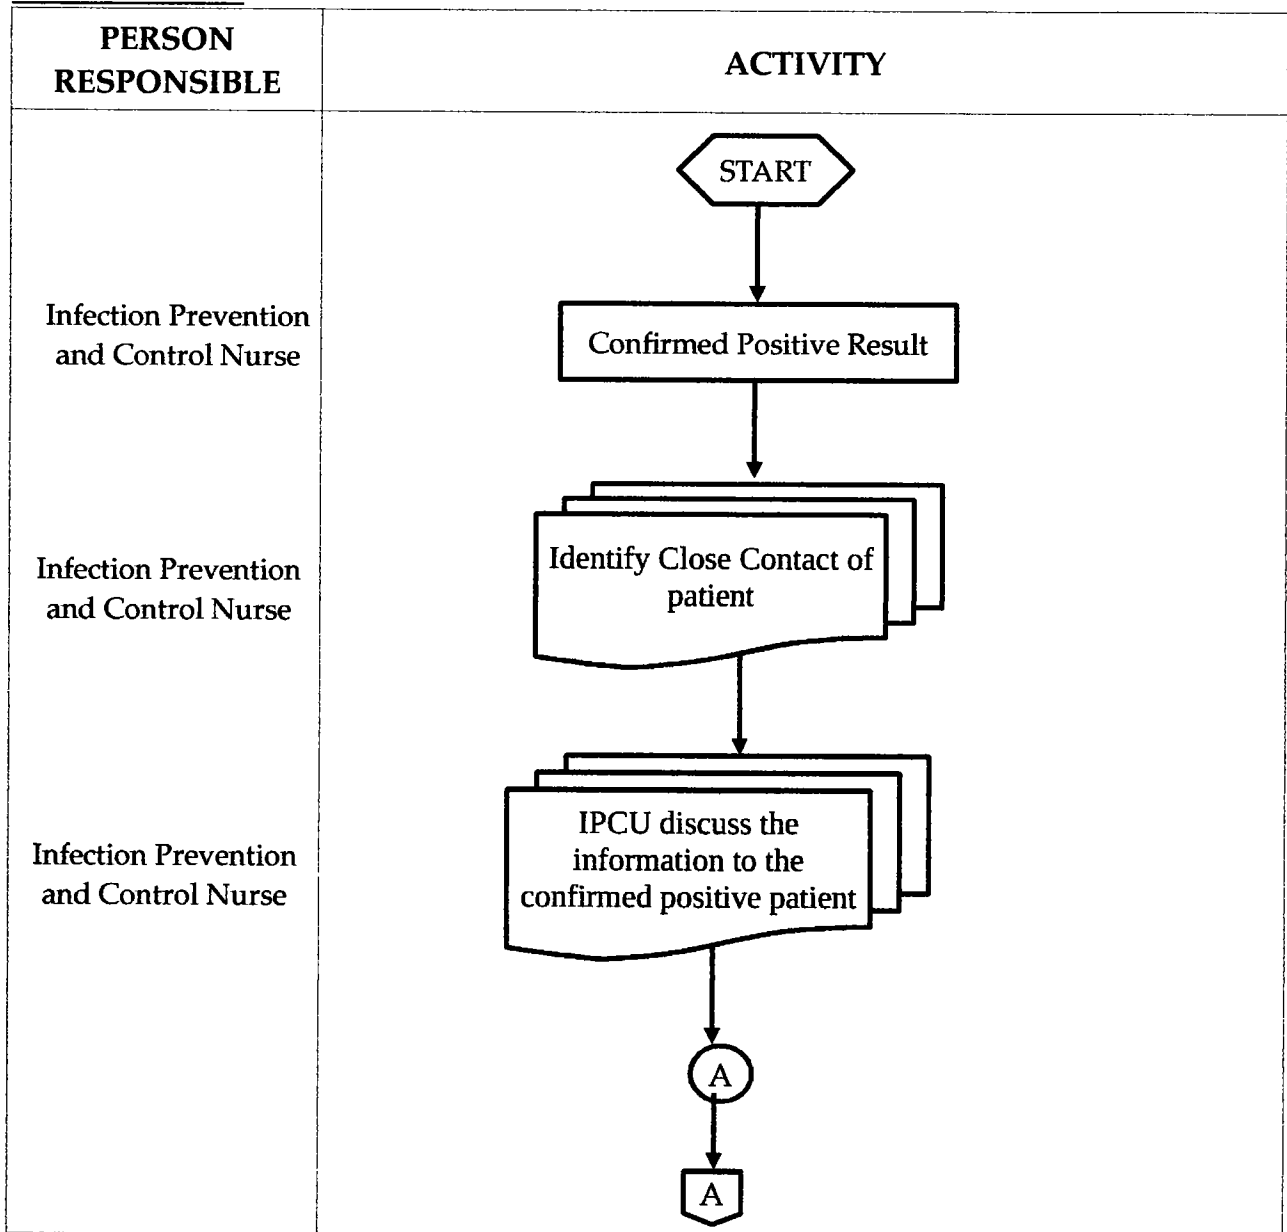 PERSON
RESPONSIBLE
ACTIVITY
START
Infection Prevention
and Control Nurse
Confirmed Positive Result
Infection Prevention
and Control Nurse
Identify Close Contact of
patient
Infection Prevention
and Control Nurse
IPCU discuss the
information to the
confirmed positive patient
A
A